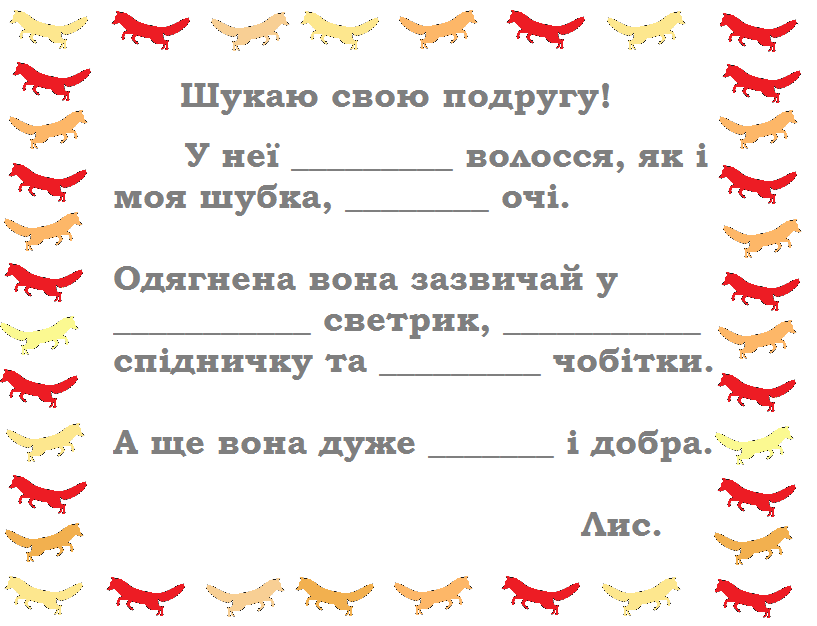 Шукаю свою подругу!
У неї _________ волосся, як і
моя шубка, ________ очі.
Одягнена вона зазвичай у
___________ светрик, ___________
спідничку та _________ чобітки.
А ще вона дуже _______ і добра.
Лис.